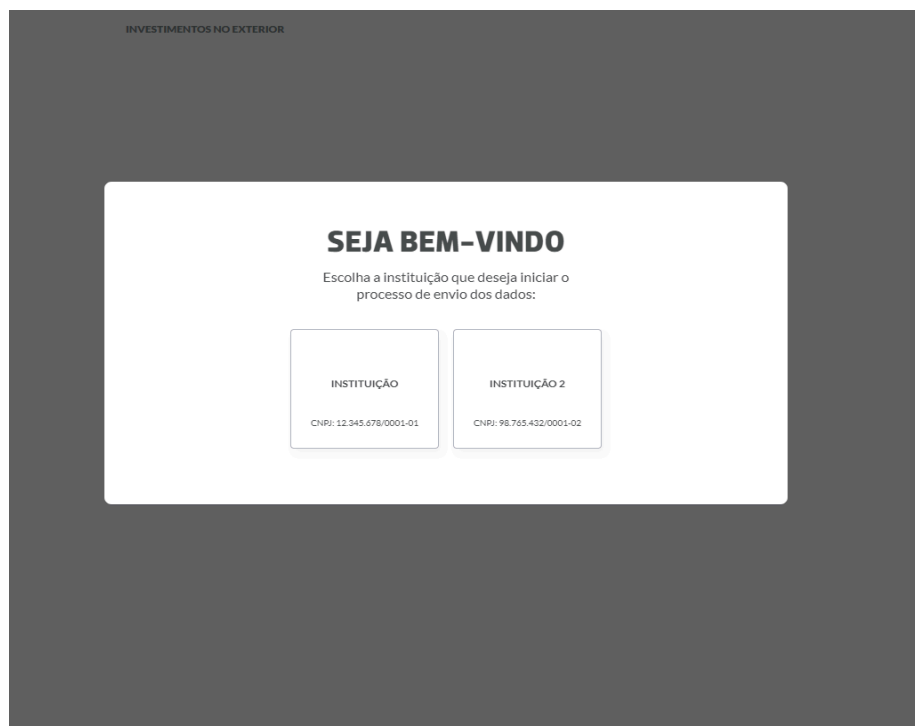 INVESTIMENTOS NO EXTERIOR
SEJA BEM-VINDO
Escolha a instituição que deseja iniciar o
processo de envio dos dados:
INSTITUIÇÃO
CNPJ: 12.345.678/0001-01
INSTITUIÇÃO 2
CNPJ: 98.765.432/0001-02